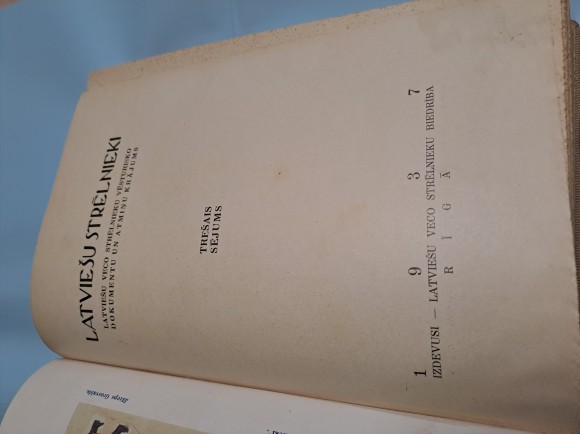 LATVIEŠU STRĒLNIEKI
LATVIEŠU VECO STRĒLNIEKU VĒSTURISKO
DOKUMENTU UN ATMIŅU KRĀJUMS
TREŠAIS
SĒJUMS
1 9 3 7
IZDEVUSI — LATVIEŠU VECO STRĒLNIEKU BIEDRĪBA
R Ī G Ā